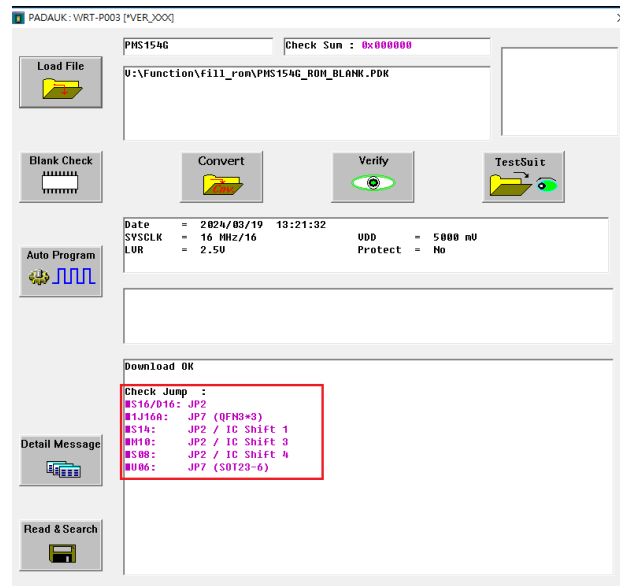 PADAUK : WRT-P003 [*VER_XXX]
PMS154G
Check Sum : 0x000000
Load File
V:\Function\fill_rom\PMS154G_ROM_BLANK.PDK
Blank Check
Convert
Cnv.
Verify
TestSuit
Date = 2024/03/19 13:21:32
SYSCLK = 16 MHz/16 VDD = 5000 mV
LVR = 2.5V Protect = No
Auto Program
Download OK
Check Jump :
■S16/D16: JP2
■1J16A: JP7 (QFN3*3)
■S14: JP2 / IC Shift 1
■M10: JP2 / IC Shift 3
■S08: JP2 / IC Shift 4
■U06: JP7 (SOT23-6)
Detail Message
Read & Search